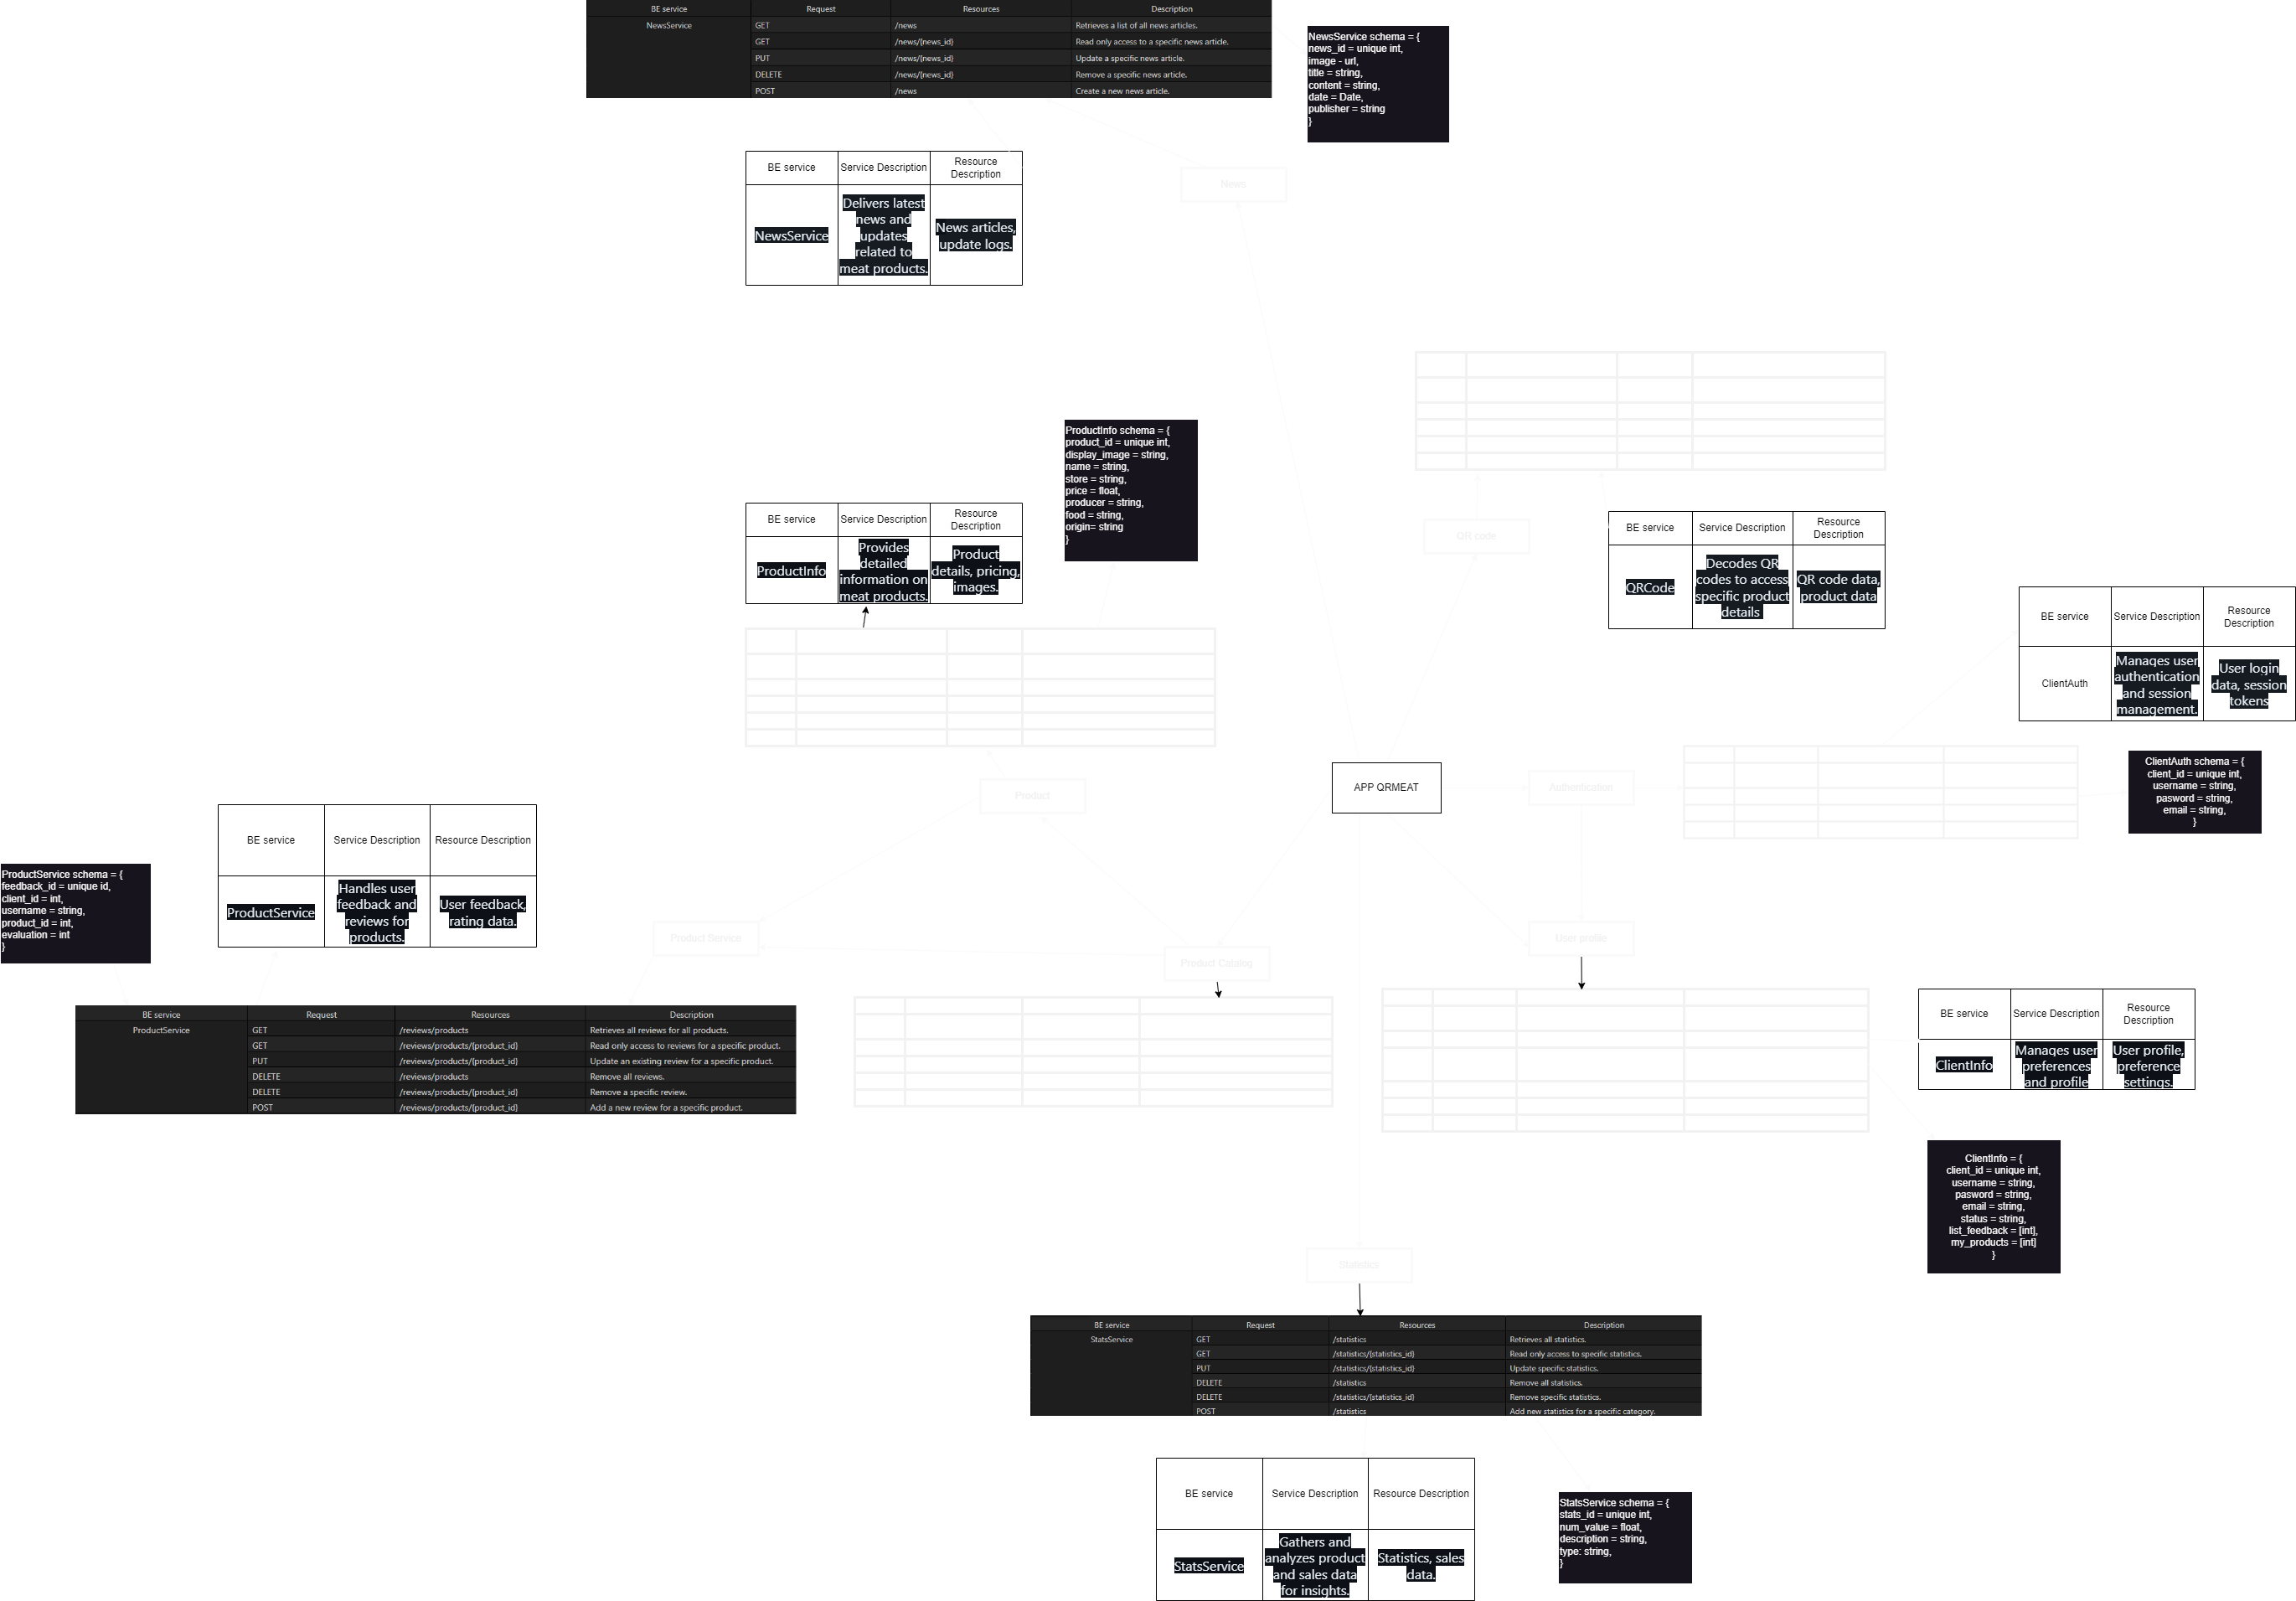 BE service Request Resources Description
NewsService GET /news Retrieves a list of all news articles.
GET /news/{news_id} Read only access to a specific news article.
PUT /news/{news_id} Update a specific news article.
DELETE /news/{news_id} Remove a specific news article.
POST /news Create a new news article.
NewsService schema = {
news_id = unique int,
image - url,
title = string,
content = string,
date = Date,
publisher = string
}
BE service Service Description Resource
Description
NewsService
Delivers latest
news and
updates
related to
meat products.
News articles,
update logs.
News
ProductInfo schema = {
product_id = unique int,
display_image = string,
name = string,
store = string,
price = float,
producer = string,
food = string,
origin= string
}
BE service Service Description Resource
Description
ProductInfo
Provides
detailed
information on
meat products.
Product
details, pricing,
images.
QR code
BE service Service Description Resource
Description
QRCode
Decodes QR
codes to access
specific product
details
QR code data,
product data
BE service Service Description Resource
Description
ClientAuth
Manages user
authentication
and session
management.
User login
data, session
tokens
ClientAuth schema = {
client_id = unique int,
username = string,
pasword = string,
email = string,
}
Product
APP QRMEAT
Authentication
BE service Service Description Resource Description
ProductService
Handles user
feedback and
reviews for
products.
User feedback,
rating data.
ProductService schema = {
feedback_id = unique id,
client_id = int,
username = string,
product_id = int,
evaluation = int
}
Product Service
Product Catalog
User profile
BE service Request Resources Description
ProductService GET /reviews/products Retrieves all reviews for all products.
GET /reviews/products/{product_id} Read only access to reviews for a specific product.
PUT /reviews/products/{product_id} Update an existing review for a specific product.
DELETE /reviews/products Remove all reviews.
DELETE /reviews/products/{product_id} Remove a specific review.
POST /reviews/products/{product_id} Add a new review for a specific product.
BE service Service Description Resource
Description
ClientInfo
Manages user
preferences
and profile
User profile,
preference
settings.
ClientInfo = {
client_id = unique int,
username = string,
pasword = string,
email = string,
status = string,
list_feedback = [int],
my_products = [int]
}
Statistics
BE service Request Resources Description
StatsService GET /statistics Retrieves all statistics.
GET /statistics/{statistics_id} Read only access to specific statistics.
PUT /statistics/{statistics_id} Update specific statistics.
DELETE /statistics Remove all statistics.
DELETE /statistics/{statistics_id} Remove specific statistics.
POST /statistics Add new statistics for a specific category.
BE service Service Description Resource Description
StatsService
Gathers and
analyzes product
and sales data
for insights.
Statistics, sales
data.
StatsService schema = {
stats_id = unique int,
num_value = float,
description = string,
type: string,
}